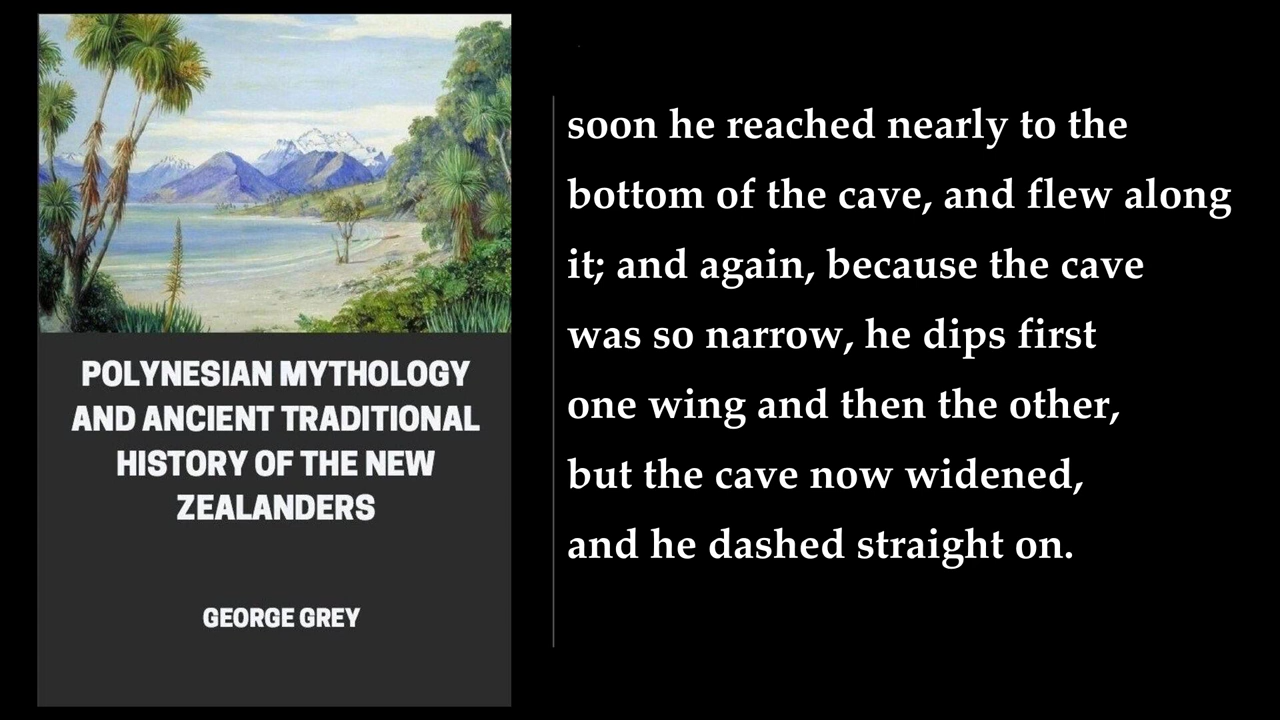 POLYNESIAN MYTHOLOGY
AND ANCIENT TRADITIONAL
HISTORY OF THE NEW
ZEALANDERS
GEORGE GREY
soon he reached nearly to the
bottom of the cave, and flew along
it; and again, because the cave
was so narrow, he dips first
one wing and then the other,
but the cave now widened,
and he dashed straight on.